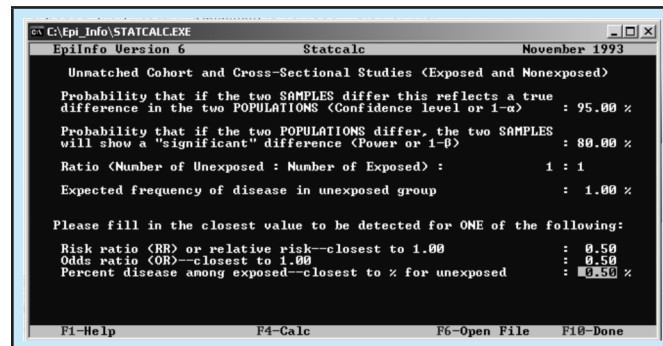 C:\Epi_Info\STATCALC.EXE
EpiInfo Version 6 Statcalc November 1993
Unmatched Cohort and Cross-Sectional Studies (Exposed and Nonexposed)
Probability that if the two SAMPLES differ this reflects a true
difference in the two POPULATIONS (Confidence level or 1-α) : 95.00 %
Probability that if the two POPULATIONS differ, the two SAMPLES
will show a "significant" difference (Power or 1-β) : 80.00 %
Ratio (Number of Unexposed : Number of Exposed) : 1 : 1
Expected frequency of disease in unexposed group : 1.00 %
Please fill in the closest value to be detected for ONE of the following:
Risk ratio (RR) or relative risk--closest to 1.00 : 0.50
Odds ratio (OR)--closest to 1.00 : 0.50
Percent disease among exposed--closest to % for unexposed : 0.50 %
F1-Help F4-Calc F6-Open File F10-Done